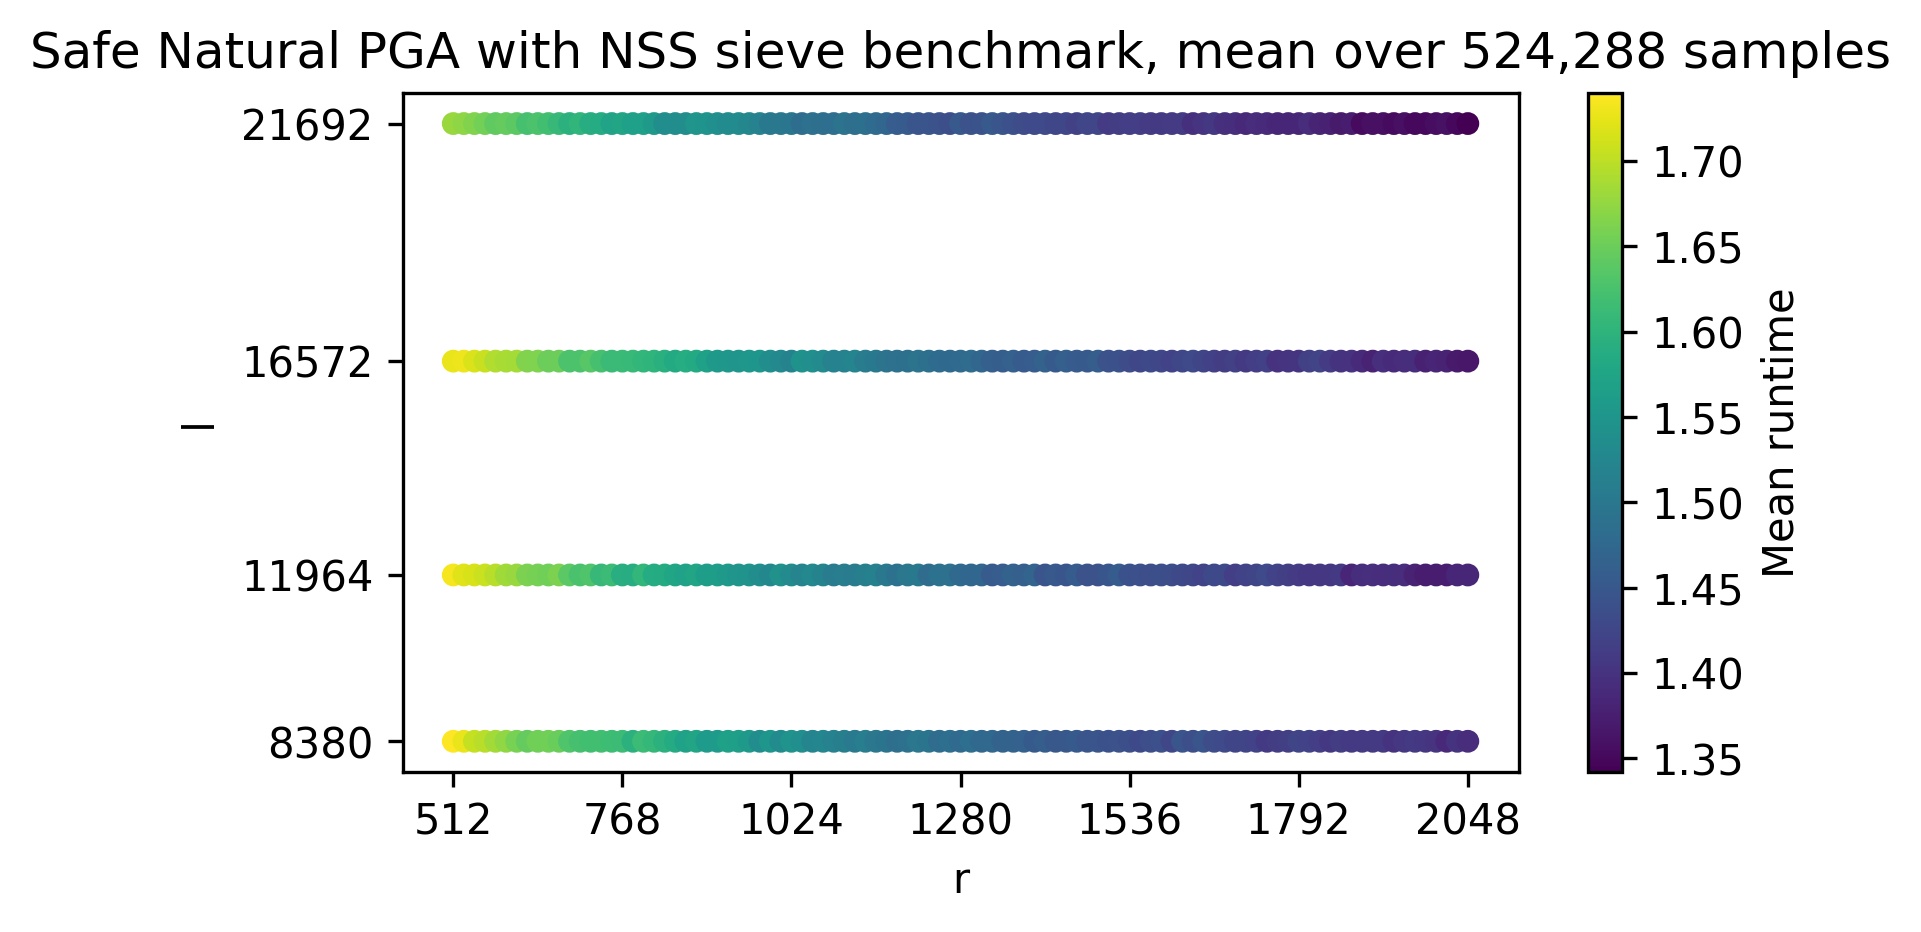 Safe Natural PGA with NSS sieve benchmark, mean over 524,288 samples
21692
16572
11964
8380
l
512 768 1024 1280 1536 1792 2048
r
1.70
1.65
1.60
1.55
1.50
1.45
1.40
1.35
Mean runtime